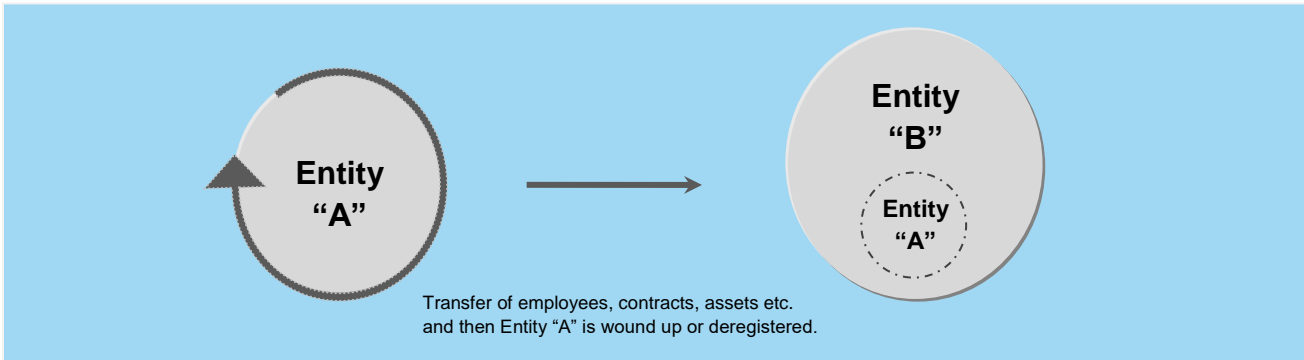 Entity
“A”
Entity
“B”
Entity
“A”
Transfer of employees, contracts, assets etc.
and then Entity “A” is wound up or deregistered.